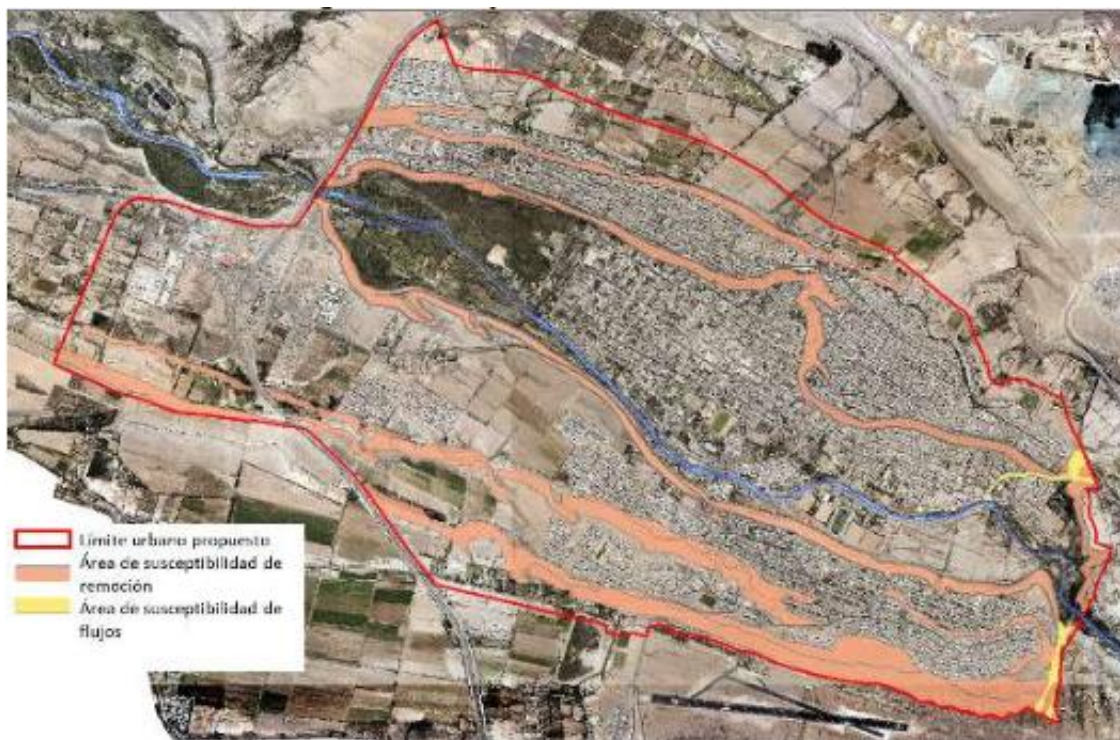 Límite urbano propuesto
Área de susceptibilidad de
remoción
Área de susceptibilidad de
flujos